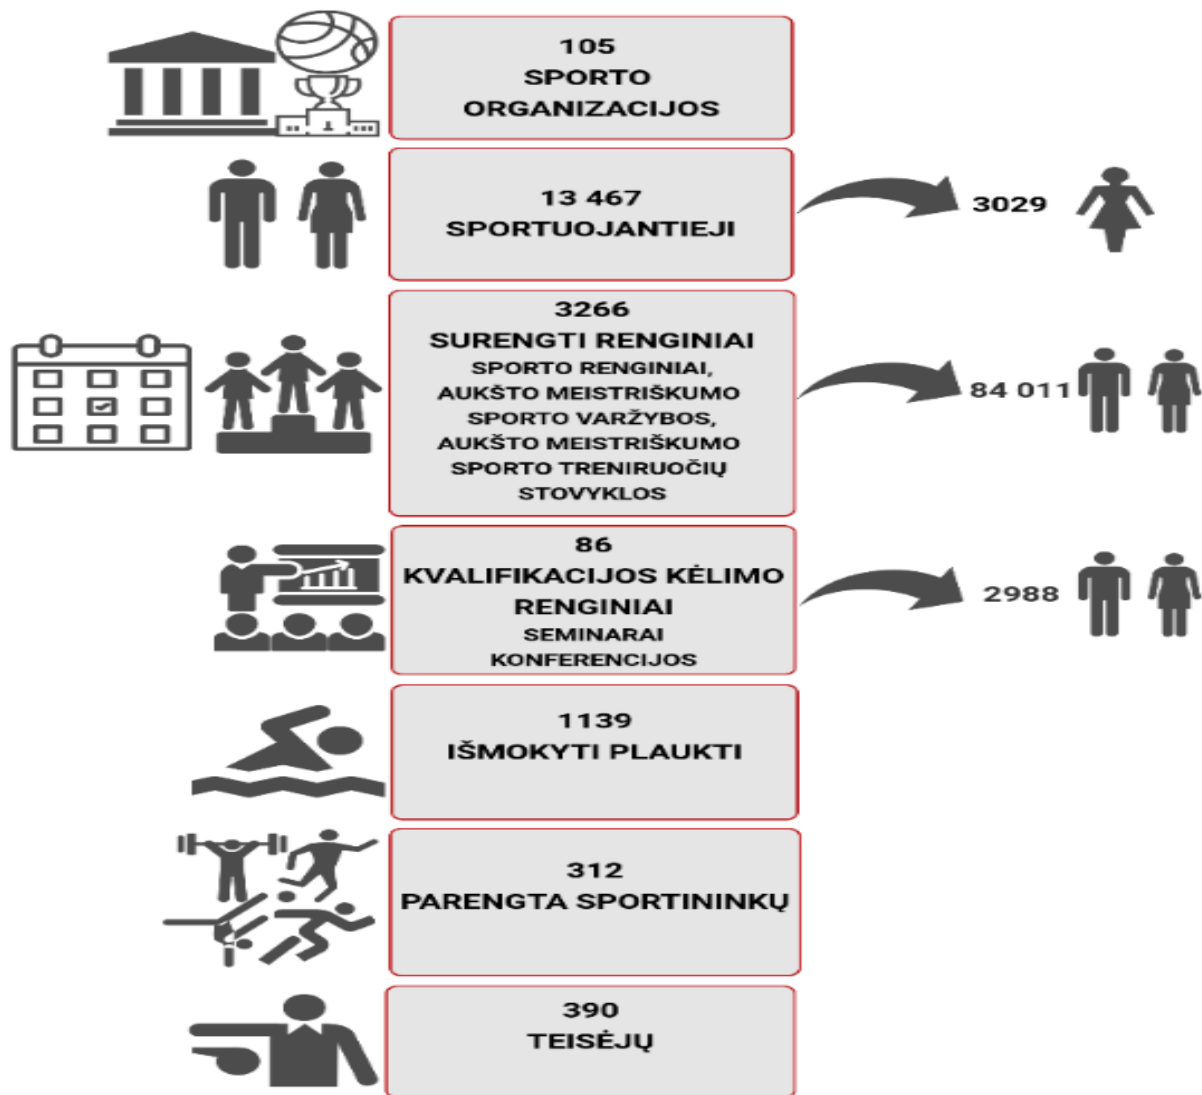 105
SPORTO
ORGANIZACIJOS
13 467
SPORTUOJANTIEJI
3029
3266
SURENGTI RENGINIAI
SPORTO RENGINIAI,
AUKŠTO MEISTRIŠKUMO
SPORTO VARŽYBOS,
AUKŠTO MEISTRIŠKUMO
SPORTO TRENIRUOČIŲ
STOVYKLOS
84 011
86
KVALIFIKACIJOS KĖLIMO
RENGINIAI
SEMINARAI
KONFERENCIJOS
2988
1139
IŠMOKYTI PLAUKTI
312
PARENGTA SPORTININKŲ
390
TEISĖJŲ